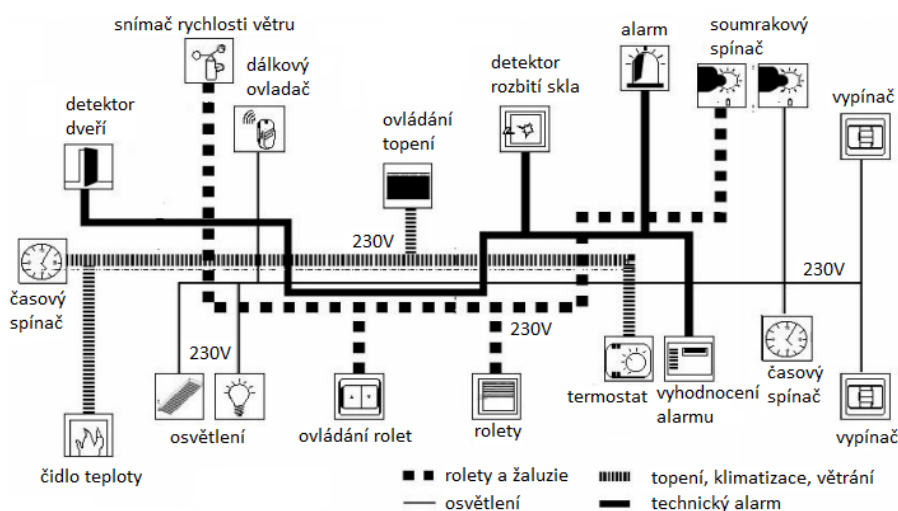 snímač rychlosti větru
dálkový
ovladač
detektor
dveří
ovládání
topení
detektor
rozbití skla
alarm
soumrakový
spínač
vypínač
230V
230V
časový
spínač
230V
230V
osvětlení
ovládání rolet
rolety
termostat
vyhodnocení
alarmu
časový
spínač
vypínač
čidlo teploty
rolety a žaluzie
topení, klimatizace, větrání
osvětlení
technický alarm